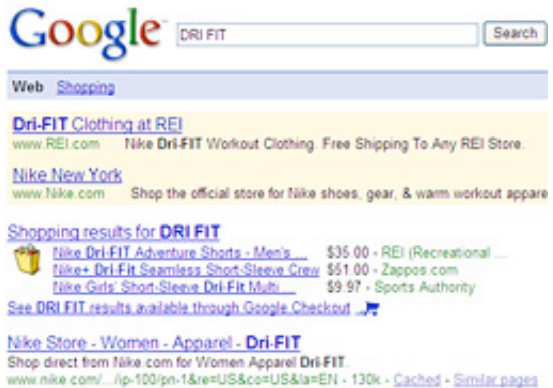 Google DRI FIT Search
Web Shopping
Dri-FIT Clothing at REI
www.REI.com Nike Dri-FIT Workout Clothing. Free Shipping To Any REI Store.
Nike New York
www.Nike.com Shop the official store for Nike shoes, gear, & warm workout appare
Shopping results for DRI FIT
Nike Dri-FIT Adventure Shorts - Men's ... $35.00 - REI (Recreational ...
Nike+ Dri-Fit Seamless Short-Sleeve Crew $51.00 - Zappos.com
Nike Girls' Short-Sleeve Dri-Fit Multi ... $9.97 - Sports Authority
See DRI FIT results available through Google Checkout
Nike Store - Women - Apparel - Dri-FIT
Shop direct from Nike.com for Women Apparel Dri-FIT.
www.nike.com/.../ip-100/pn-1&re=US&co=US&la=EN - 130k - Cached - Similar pages